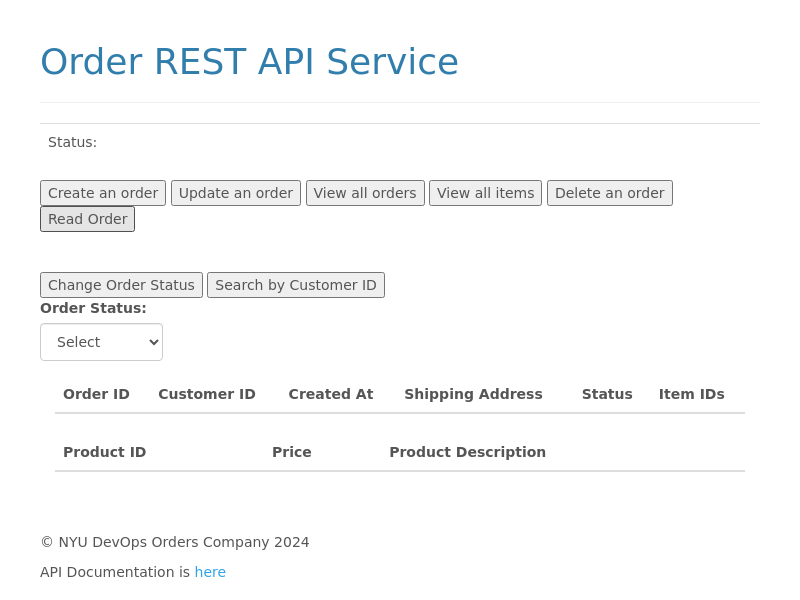 Order REST API Service
Status:
Create an order Update an order View all orders View all items Delete an order
Read Order
Change Order Status Search by Customer ID
Order Status:
Select
Order ID Customer ID Created At Shipping Address Status Item IDs
Product ID Price Product Description
© NYU DevOps Orders Company 2024
API Documentation is here